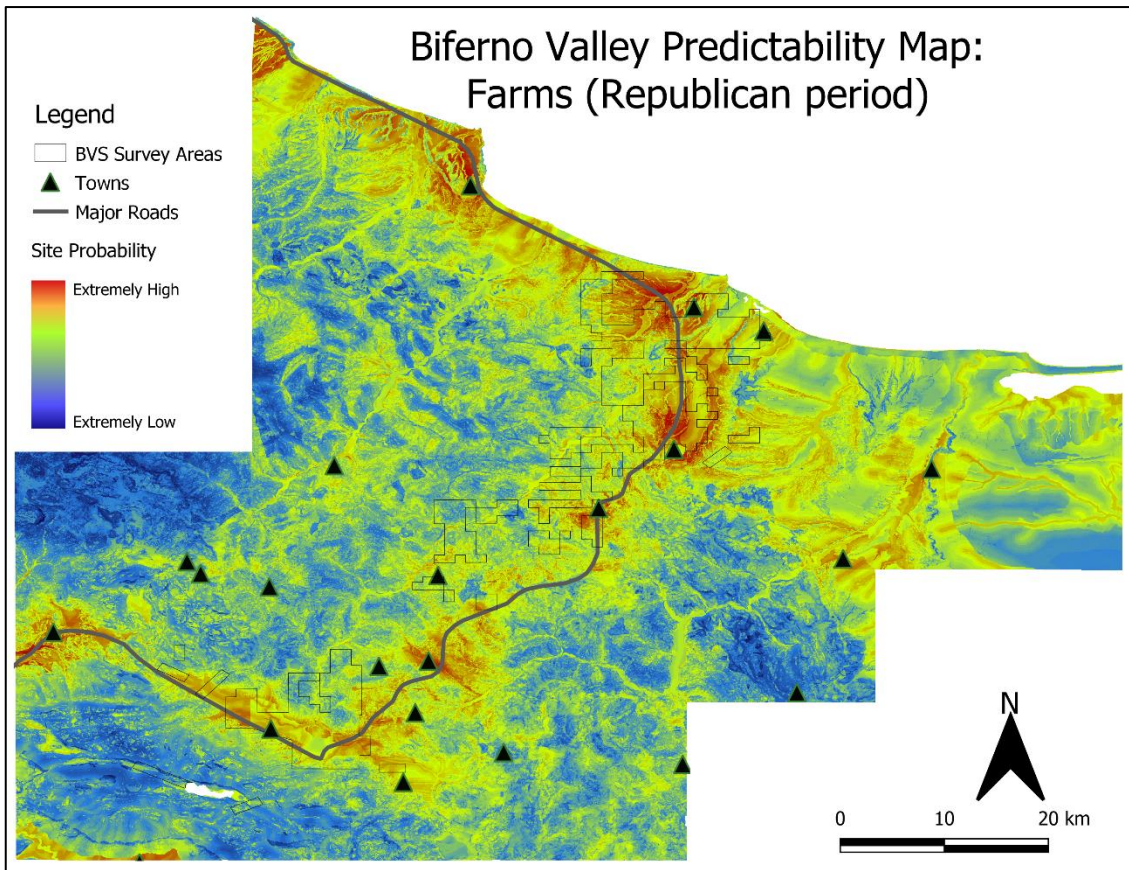 Biferno Valley Predictability Map:
Farms (Republican period)
Legend
BVS Survey Areas
Towns
Major Roads
Site Probability
Extremely High
Extremely Low
N
0 10 20 km